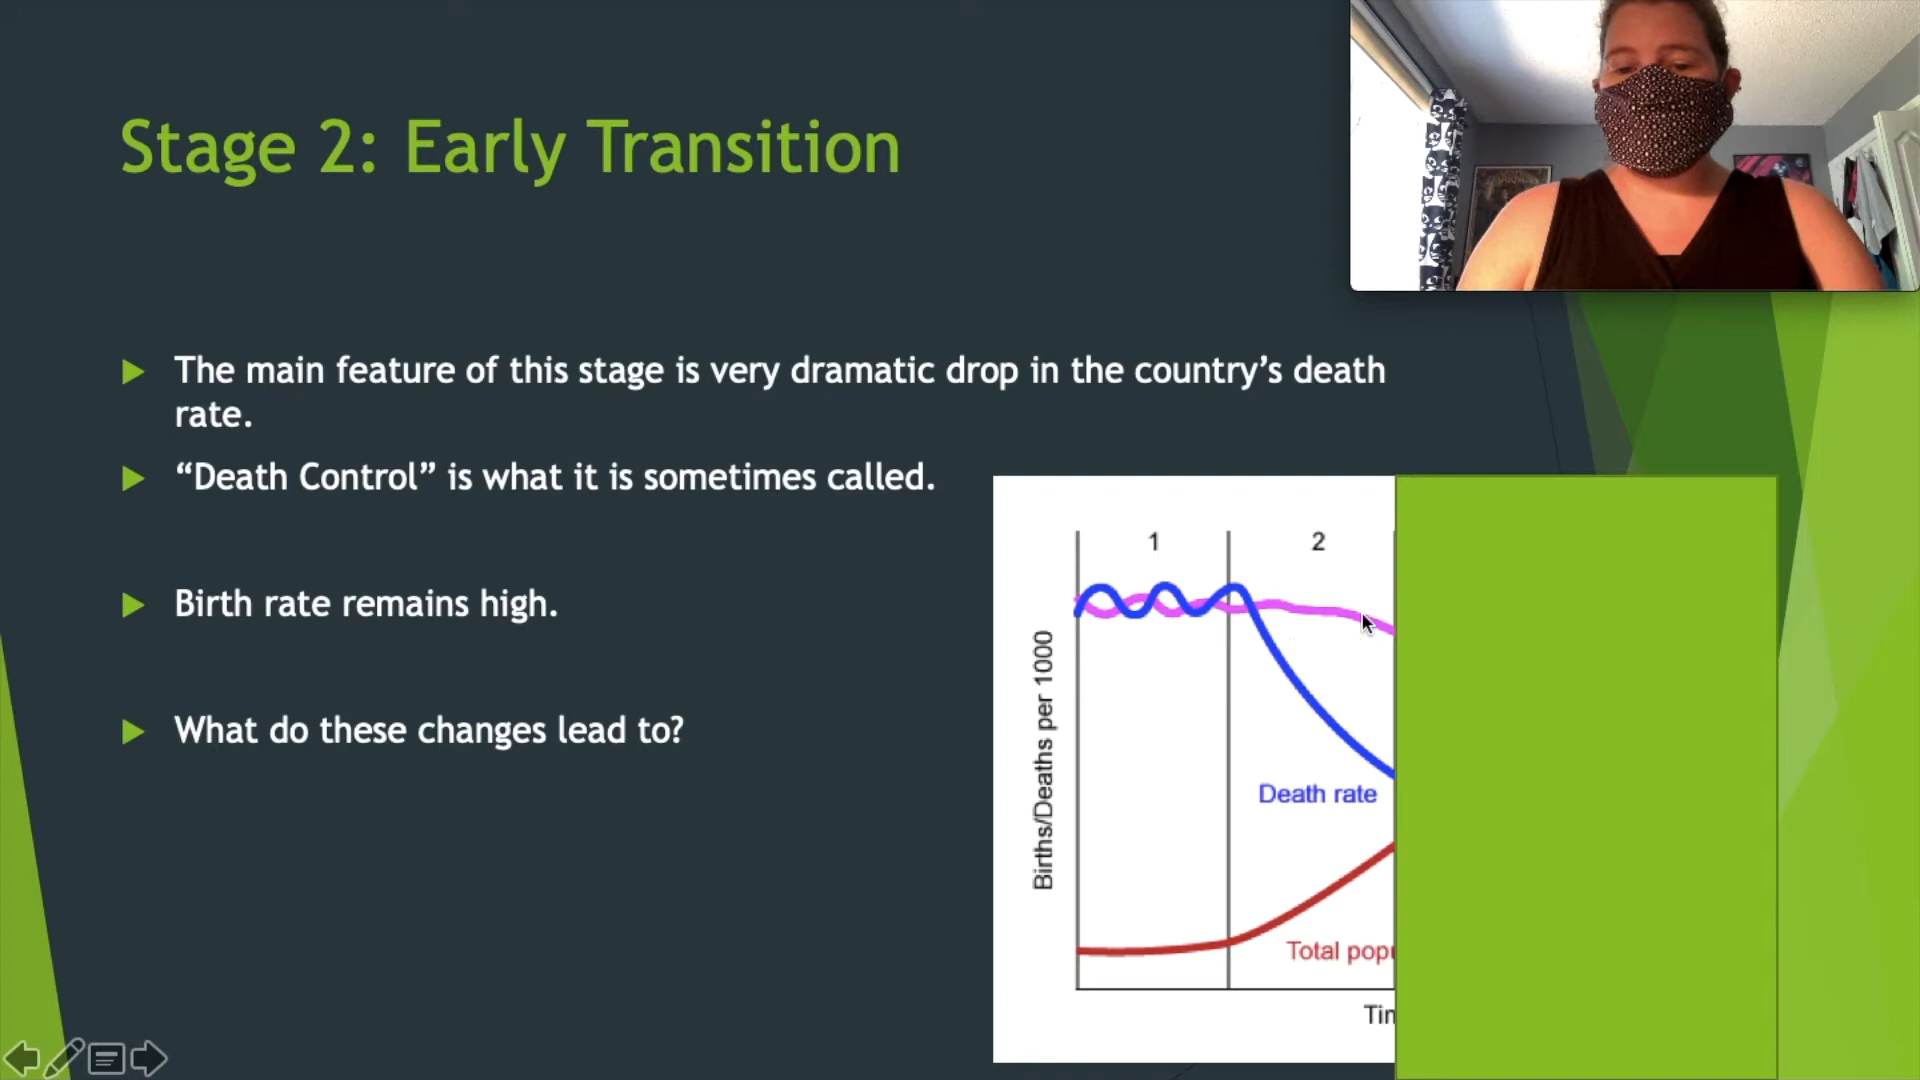 Stage 2: Early Transition
The main feature of this stage is very dramatic drop in the country’s death
rate.
“Death Control” is what it is sometimes called.
Birth rate remains high.
What do these changes lead to?
1 2
Births/Deaths per 1000
Death rate
Total popu
Tim